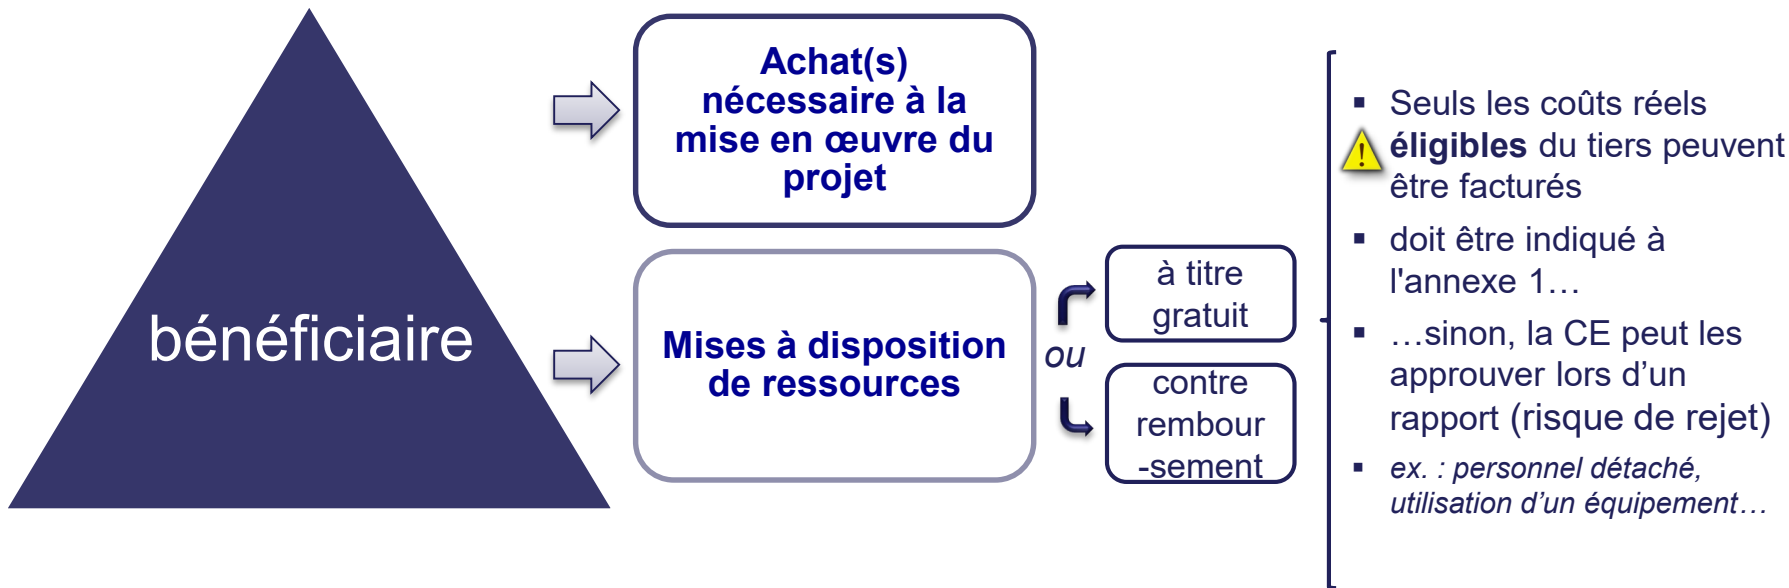 bénéficiaire
Achat(s)
nécessaire à la
mise en œuvre du
projet
Mises à disposition
de ressources
ou
à titre
gratuit
contre
rembour
-sement
▪ Seuls les coûts réels
éligibles du tiers peuvent
être facturés
▪ doit être indiqué à
l'annexe 1…
▪ …sinon, la CE peut les
approuver lors d’un
rapport (risque de rejet)
▪ ex. : personnel détaché,
utilisation d’un équipement…